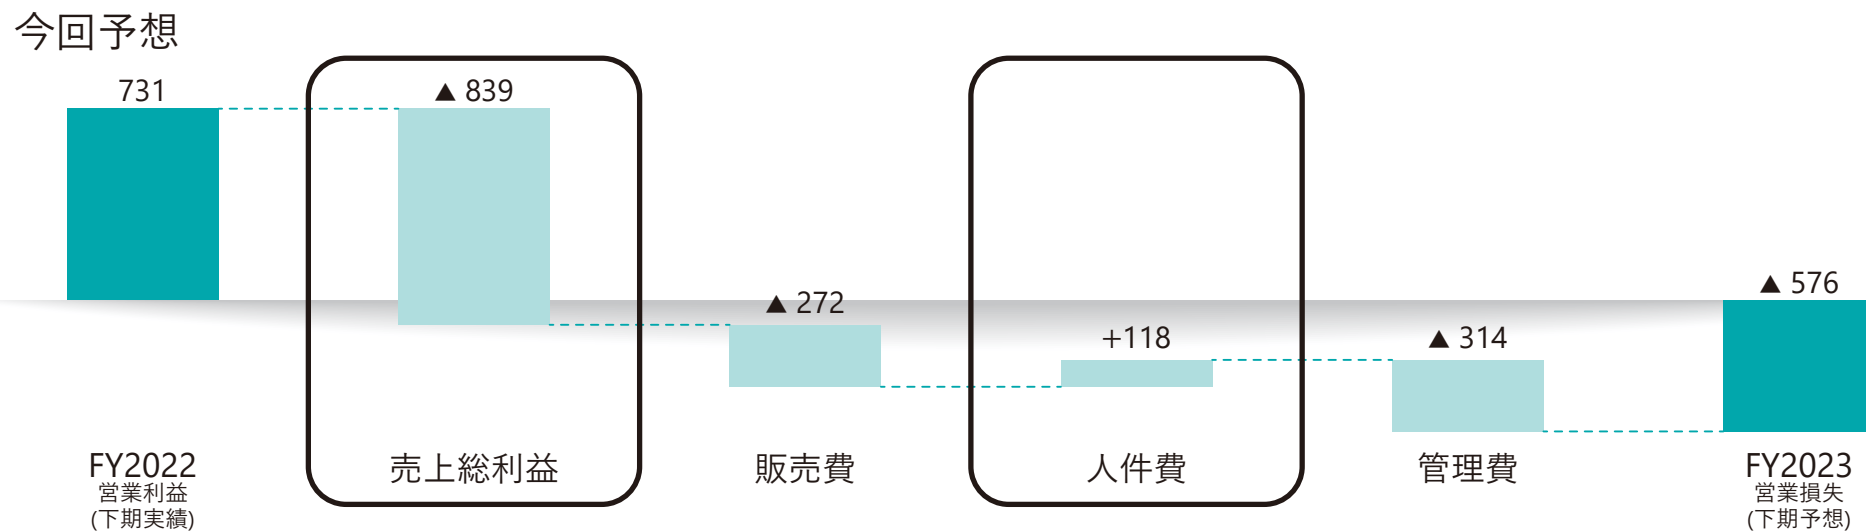 今回予想
731
▲ 839
▲ 272
+118
▲ 314
▲ 576
FY2022
営業利益
(下期実績)
売上総利益
販売費
人件費
管理費
FY2023
営業損失
(下期予想)